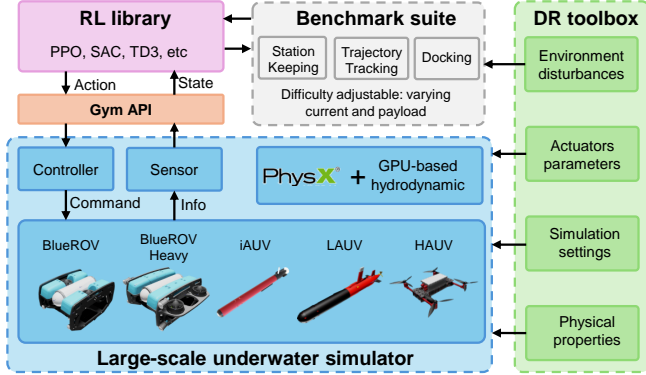 RL library
PPO, SAC, TD3, etc
Action
State
Gym API
Benchmark suite
Station
Keeping
Trajectory
Tracking
Docking
Difficulty adjustable: varying
current and payload
DR toolbox
Environment
disturbances
Actuators
parameters
Simulation
settings
Physical
properties
Controller
Sensor
Command
Info
PhysX + GPU-based
hydrodynamic
BlueROV
BlueROV
Heavy
iAUV
LAUV
HAUV
Large-scale underwater simulator